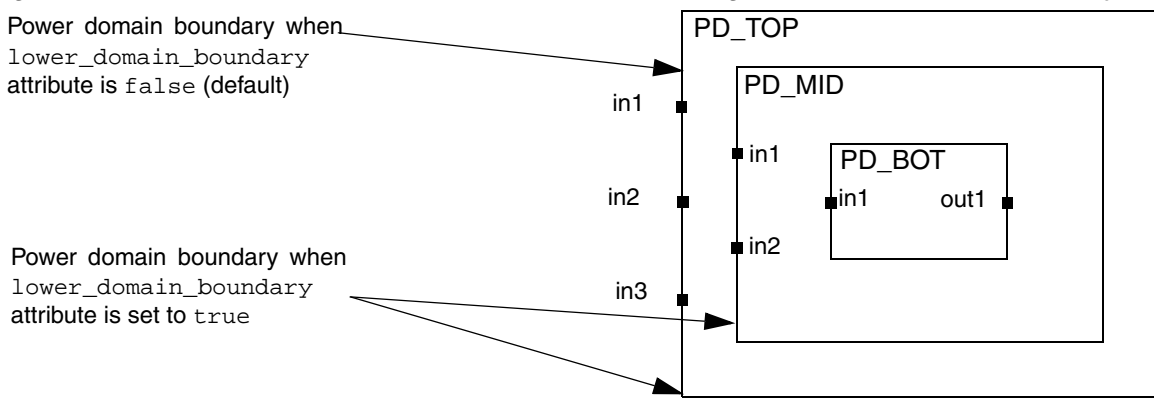 Power domain boundary when
lower_domain_boundary
attribute is false (default)
PD_TOP
PD_MID
in1
in1
PD_BOT
in2
in1
out1
in2
Power domain boundary when
lower_domain_boundary
attribute is set to true
in3